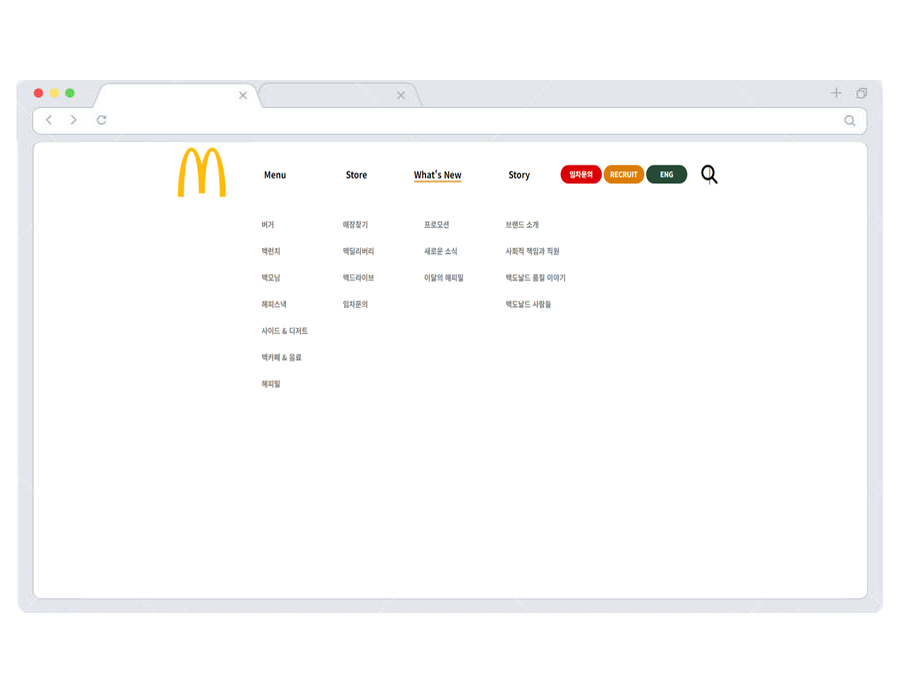 Menu
Store
What's New
Story
임차문의
RECRUIT
ENG
버거
맥런치
맥모닝
해피스낵
사이드 & 디저트
맥카페 & 음료
해피밀
매장찾기
맥딜리버리
맥드라이브
임차문의
프로모션
새로운 소식
이달의 해피밀
브랜드 소개
사회적 책임과 직원
맥도날드 품질 이야기
맥도날드 사람들